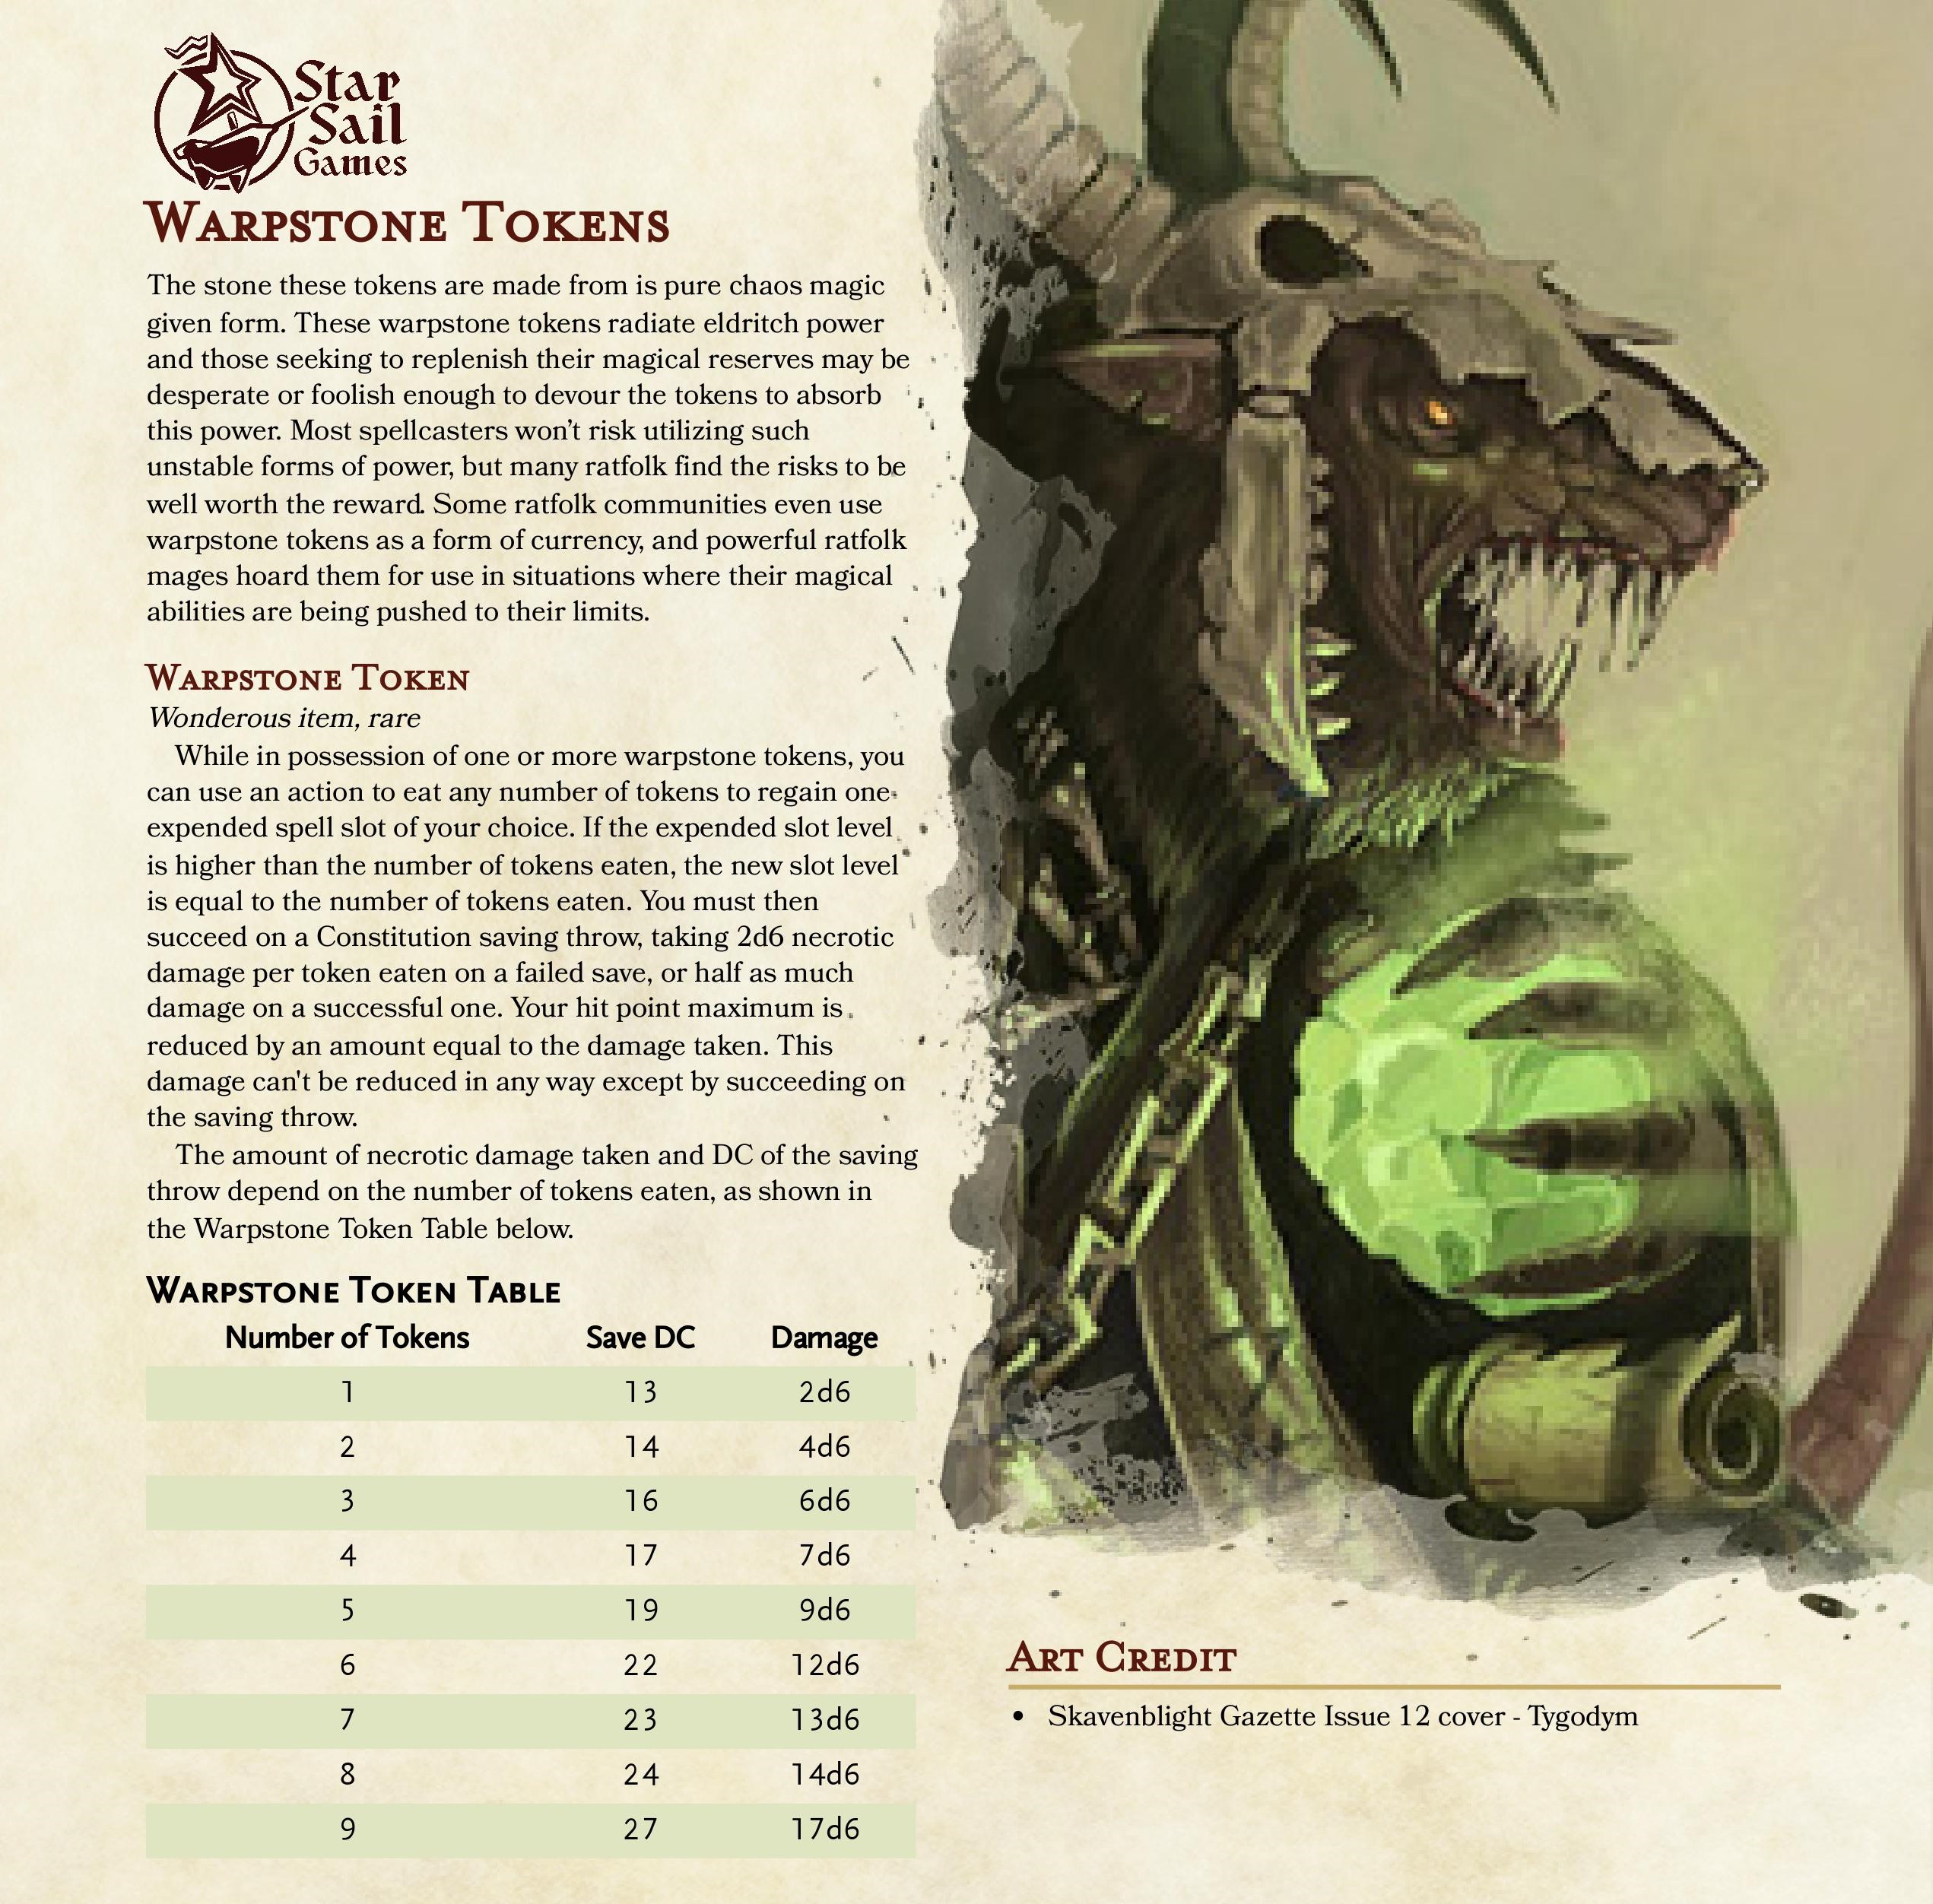 Star
Sail
Games
Warpstone Tokens
The stone these tokens are made from is pure chaos magic
given form. These warpstone tokens radiate eldritch power
and those seeking to replenish their magical reserves may be
desperate or foolish enough to devour the tokens to absorb
this power. Most spellcasters won’t risk utilizing such
unstable forms of power, but many ratfolk find the risks to be
well worth the reward. Some ratfolk communities even use
warpstone tokens as a form of currency, and powerful ratfolk
mages hoard them for use in situations where their magical
abilities are being pushed to their limits.
Warpstone Token
Wonderous item, rare
While in possession of one or more warpstone tokens, you
can use an action to eat any number of tokens to regain one
expended spell slot of your choice. If the expended slot level
is higher than the number of tokens eaten, the new slot level
is equal to the number of tokens eaten. You must then
succeed on a Constitution saving throw, taking 2d6 necrotic
damage per token eaten on a failed save, or half as much
damage on a successful one. Your hit point maximum is
reduced by an amount equal to the damage taken. This
damage can't be reduced in any way except by succeeding on
the saving throw.
The amount of necrotic damage taken and DC of the saving
throw depend on the number of tokens eaten, as shown in
the Warpstone Token Table below.
Warpstone Token Table
Number of Tokens Save DC Damage
1 13 2d6
2 14 4d6
3 16 6d6
4 17 7d6
5 19 9d6
6 22 12d6
7 23 13d6
8 24 14d6
9 27 17d6
Art Credit
• Skavenblight Gazette Issue 12 cover - Tygodym